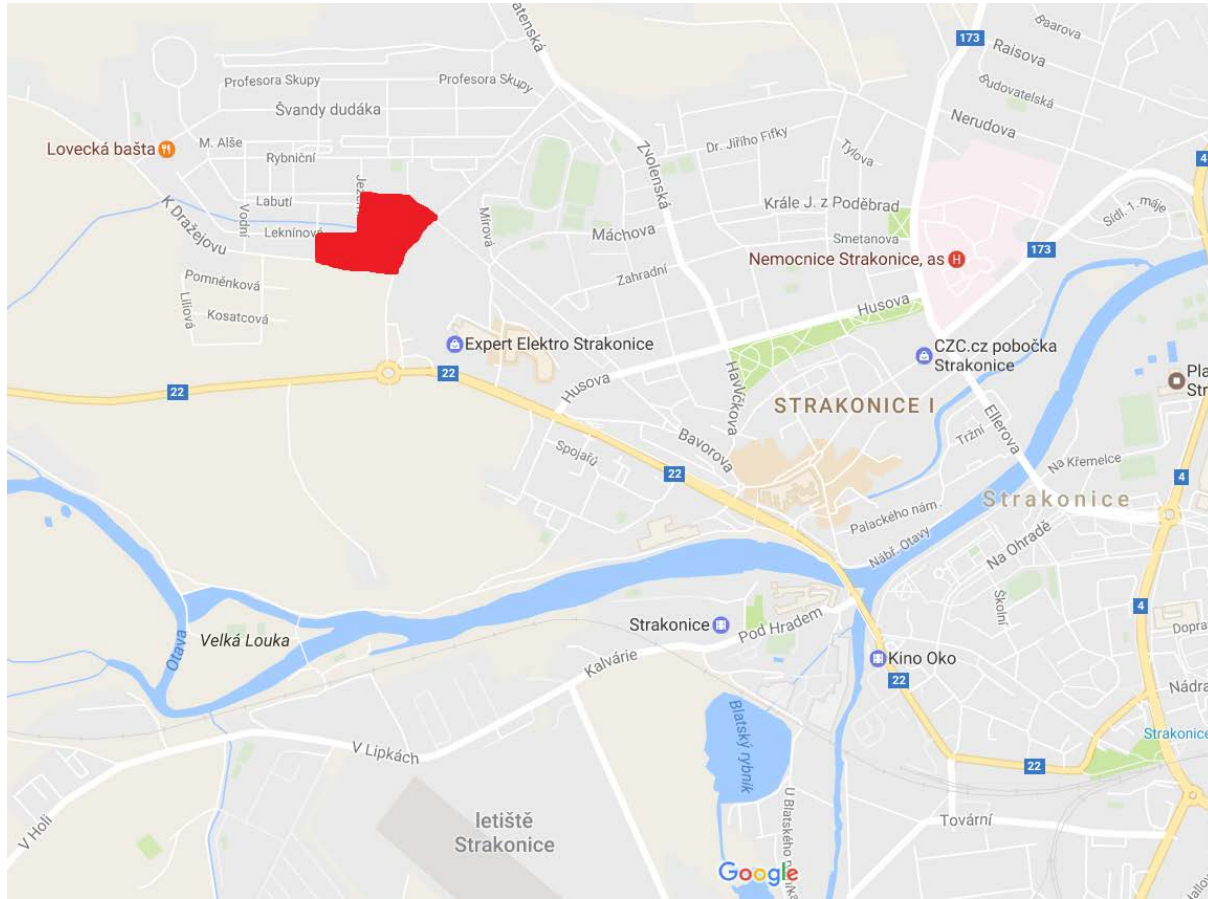 173
Baarova
Raisova
Profesora Skupy
Profesora Skupy
Budovatelská
Švandy dudáka
Nerudova
Dr. Jiřího Fifky
Tylova
M. Alše
Lovecká bašta
Rybniční
Zvolenská
4
Labutí
Krále J. z Poděbrad
Sídl. 1. máje
K Dražejovu
Vodní
Leknínová
Mírová
Máchova
Smetanova
173
Nemocnice Strakonice, as
H
Zahradní
Pomněnková
Liliová
Kosatcová
Husova
Expert Elektro Strakonice
CZC.cz pobočka
Strakonice
22
22
Husova
Havlíčkova
STRAKONICE I
Ellerova
Tržní
Bavorova
Spojařů
22
Na Křemelce
4
Strakonice
Palackého nám.
Nábř. Otavy
Na Ohradě
Školní
4
Strakonice
Pod Hradem
Velká Louka
Otava
Kino Oko
22
Kalvárie
Blatský rybník
V Lipkách
Strakonice
22
V Holi
letiště
Strakonice
Tovární
Google